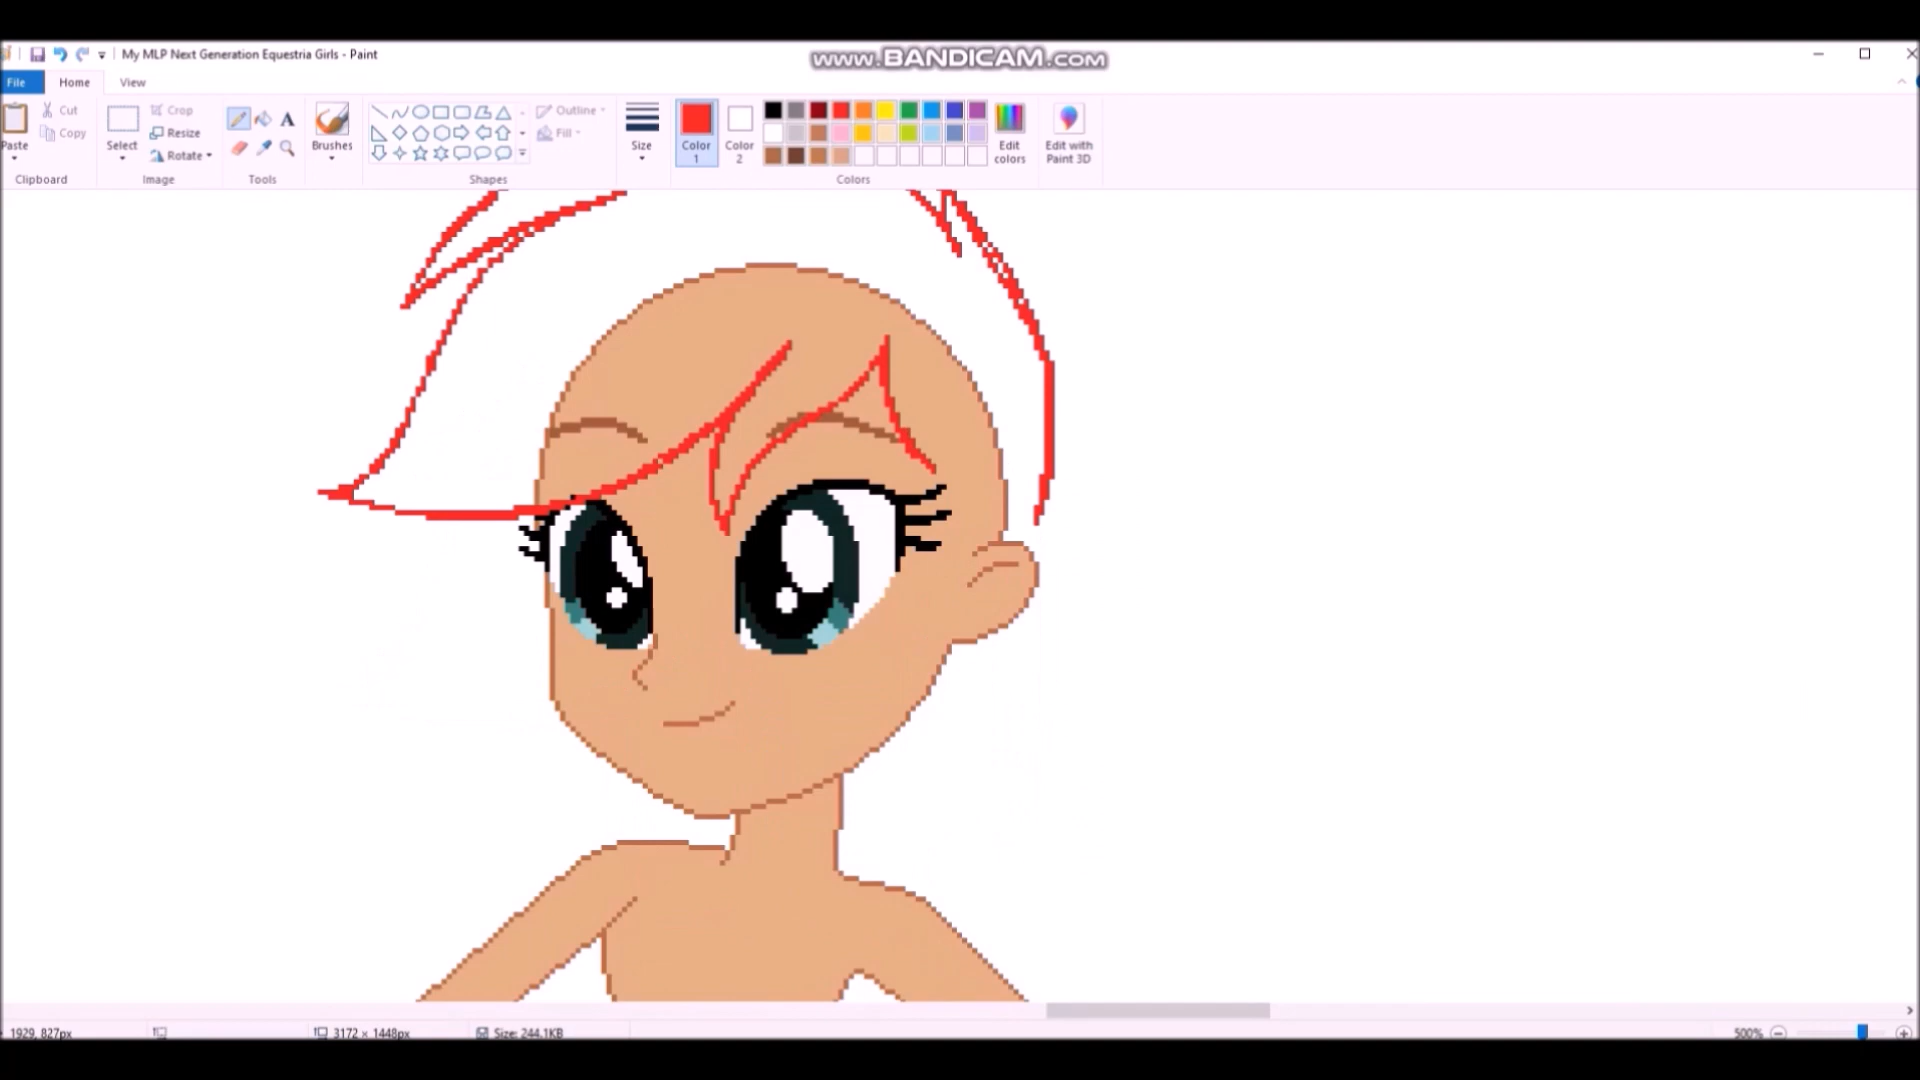 My MLP Next Generation Equestria Girls - Paint
www.BANDICAM.com
File Home View
Cut
Crop
Outline
Copy
Resize
Fill
Rotate
Paste
Select
Brushes
Size
Color 1
Color 2
Edit colors
Edit with Paint 3D
Clipboard
Image
Tools
Shapes
Colors
A
1929, 827px
3172 × 1448px
Size: 244.1KB
500%